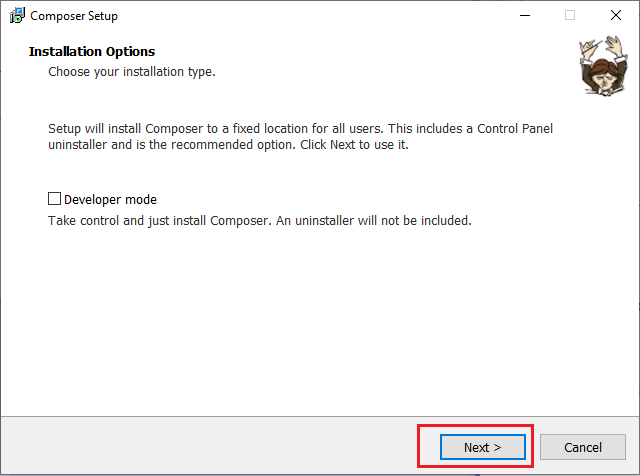 Composer Setup
Installation Options
Choose your installation type.
Setup will install Composer to a fixed location for all users. This includes a Control Panel
uninstaller and is the recommended option. Click Next to use it.
Developer mode
Take control and just install Composer. An uninstaller will not be included.
Next >
Cancel